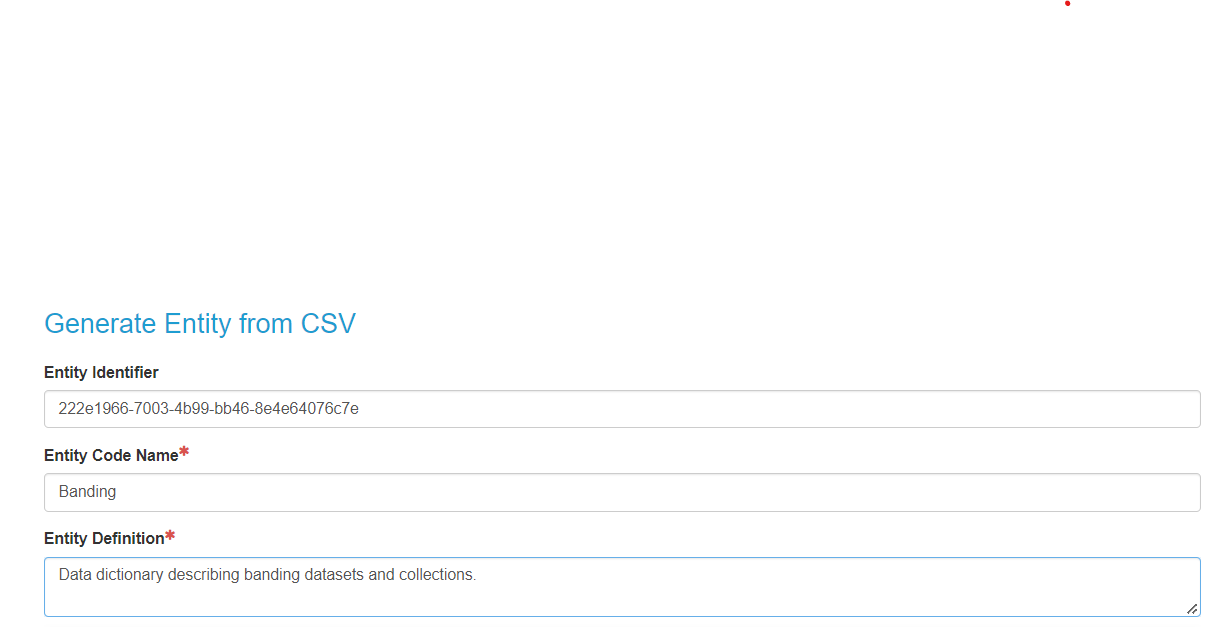 Generate Entity from CSV
Entity Identifier
222e1966-7003-4b99-bb46-8e4e64076c7e
Entity Code Name*
Banding
Entity Definition*
Data dictionary describing banding datasets and collections.